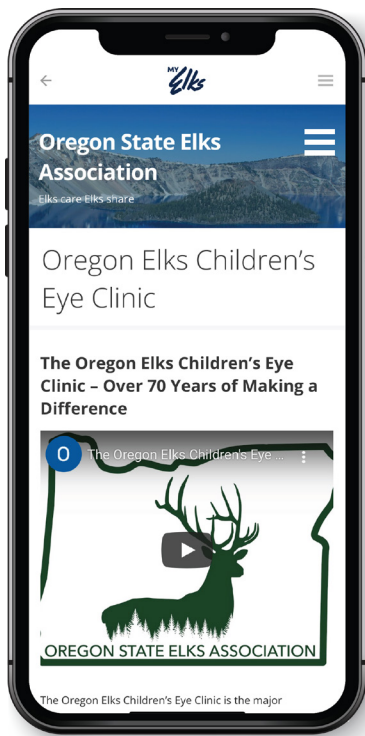 MY
Elks
Oregon State Elks
Association
Elks care Elks share
Oregon Elks Children’s
Eye Clinic
The Oregon Elks Children’s Eye
Clinic – Over 70 Years of Making a
Difference
O The Oregon Elks Children's Eye ...
OREGON STATE ELKS ASSOCIATION
The Oregon Elks Children’s Eye Clinic is the major